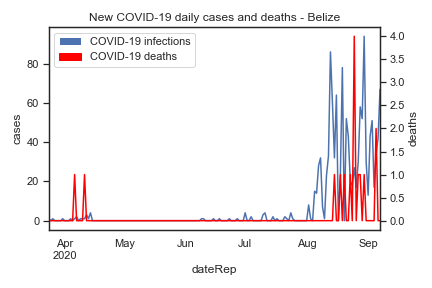 New COVID-19 daily cases and deaths - Belize
COVID-19 infections
COVID-19 deaths
cases
80
60
40
20
0
deaths
4.0
3.5
3.0
2.5
2.0
1.5
1.0
0.5
0.0
Apr May Jun Jul Aug Sep
2020
dateRep